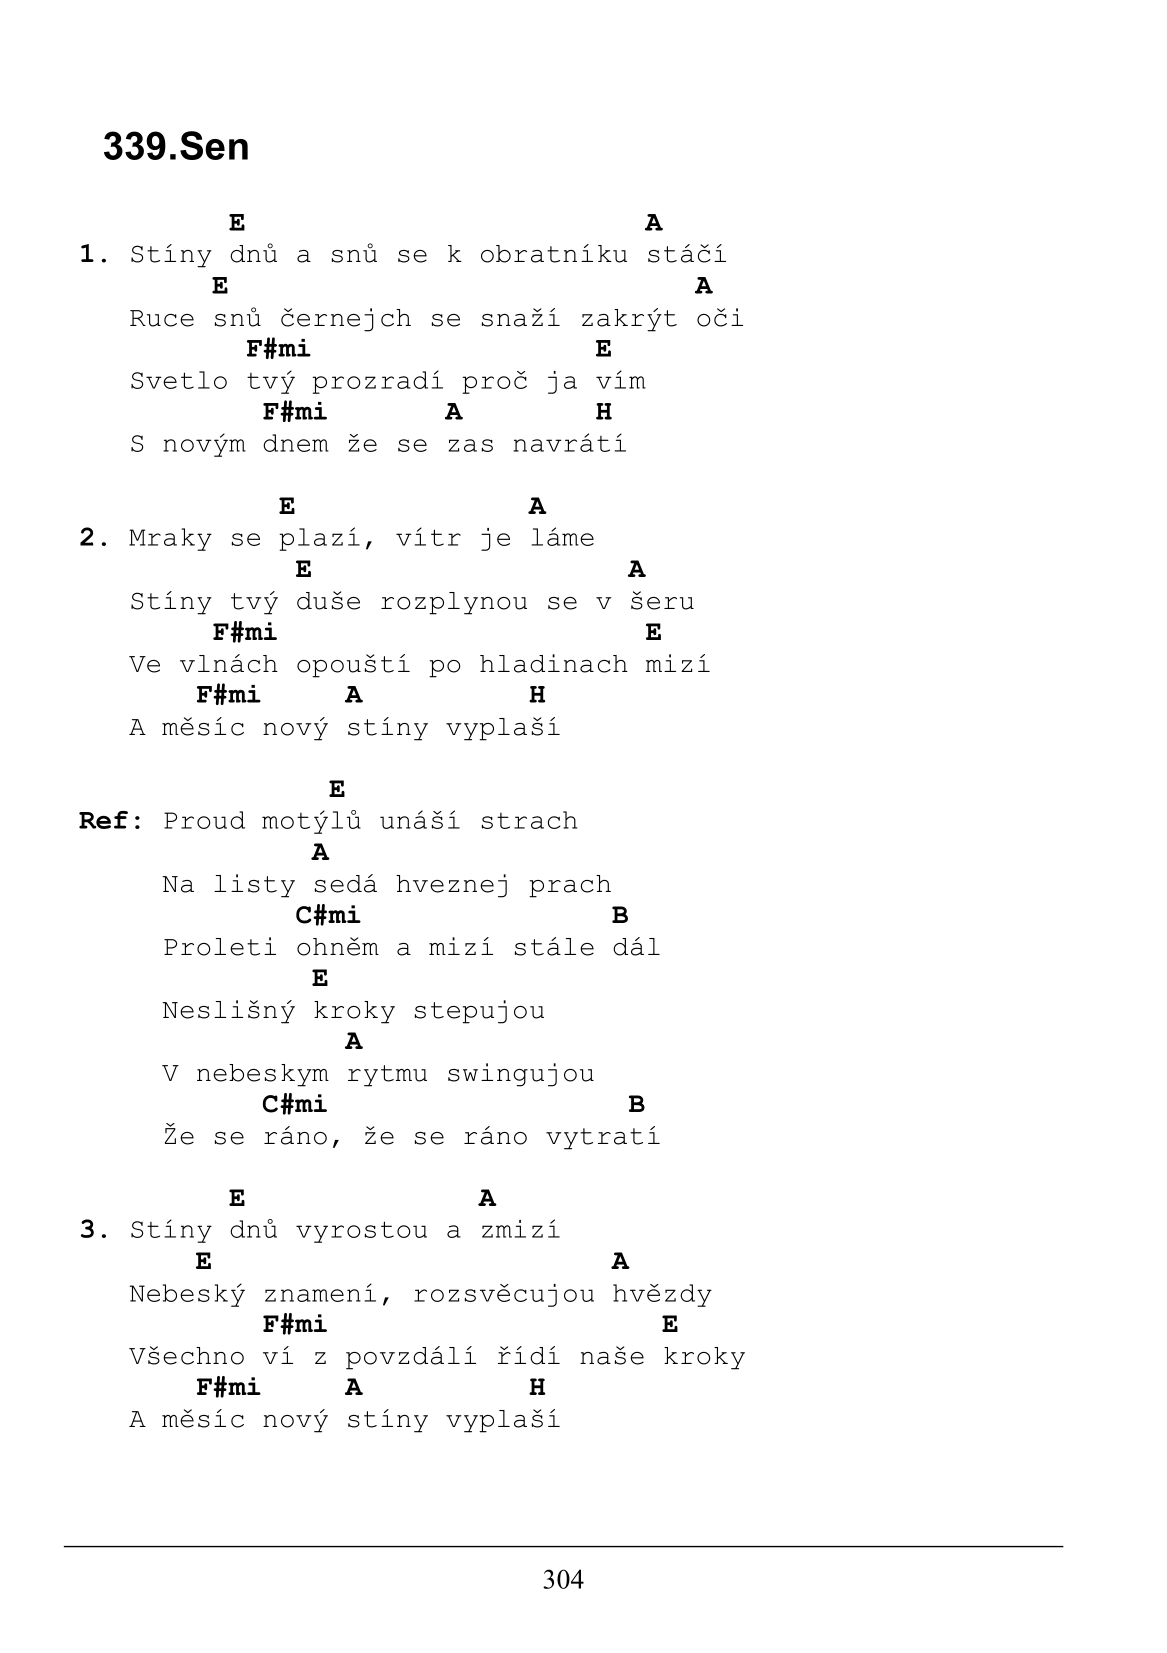 339.Sen
E A
1. Stíny dnů a snů se k obratníku stáčí
E A
Ruce snů černejch se snaží zakrýt oči
F#mi E
Svetlo tvý prozradí proč ja vím
F#mi A H
S novým dnem že se zas navrátí
E A
2. Mraky se plazí, vítr je láme
E A
Stíny tvý duše rozplynou se v šeru
F#mi E
Ve vlnách opouští po hladinach mizí
F#mi A H
A měsíc nový stíny vyplaší
E
Ref: Proud motýlů unáší strach
A
Na listy sedá hveznej prach
C#mi B
Proleti ohněm a mizí stále dál
E
Neslišný kroky stepujou
A
V nebeskym rytmu swingujou
C#mi B
Že se ráno, že se ráno vytratí
E A
3. Stíny dnů vyrostou a zmizí
E A
Nebeský znamení, rozsvěcujou hvězdy
F#mi E
Všechno ví z povzdálí řídí naše kroky
F#mi A H
A měsíc nový stíny vyplaší
304